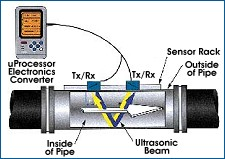 uProcessor
Electronics
Converter
Tx/Rx
Tx/Rx
Sensor Rack
Outside
of Pipe
Inside
of Pipe
Ultrasonic
Beam